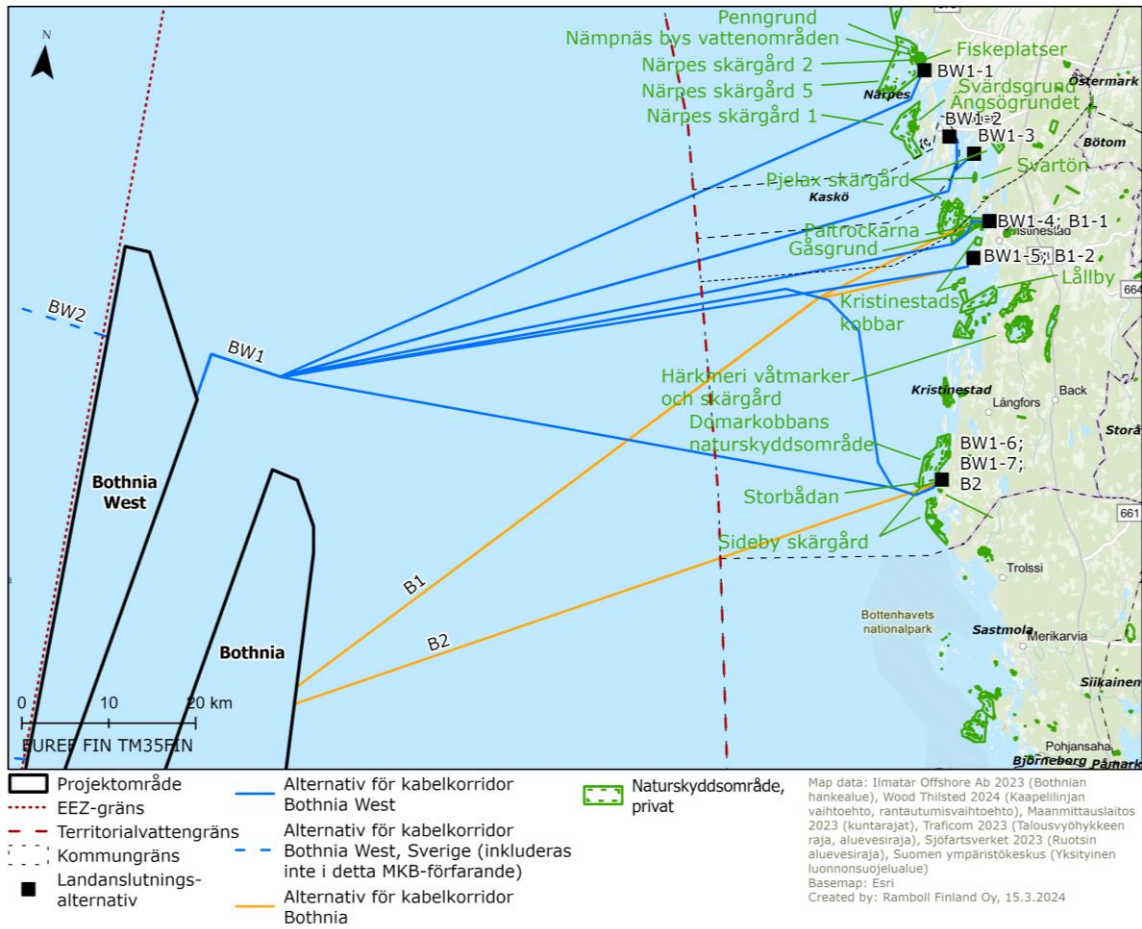 N
Penngrund
Nämpnäs bys vattenområden
Fiskeplatser
Närpes skärgård 2
BW1-1
Svärdsgrund
Östermark
Närpes skärgård 5
Närpes
Ängsögrundet 1
Närpes skärgård 1
BW1-2
BW1-3
Bötom
Svartön
Pjelax skärgård
Kaskö
Paltrockarna
BW1-4; B1-1
Gåsgrund
Kristinestad
BW1-5; B1-2
Lållby
664
BW2
Kristinestads
kobbar
BW1
Härkmeri våtmarker
och skärgård
Kristinestad
Långfors
Back
Domarkobbans
naturskyddsområde
BW1-6;
BW1-7;
B2
Bothnia
West
Storbådan
661
Sideby skärgård
Trolssi
B1
Bottenhavets
nationalpark
Sastmola
Merikarvia
B2
Bothnia
Siikainen
0 10 20 km
EUREF FIN TM35FIN
Pohjansaha
Björneborg
Påmark
Projektområde
EEZ-gräns
Territorialvattengräns
Kommungräns
Landanslutnings-
alternativ
Alternativ för kabelkorridor
Bothnia West
Alternativ för kabelkorridor
Bothnia West, Sverige (inkluderas
inte i detta MKB-förfarande)
Alternativ för kabelkorridor
Bothnia
Naturskyddsområde,
privat
Map data: Ilmatar Offshore Ab 2023 (Bothnian
hankealue), Wood Thilsted 2024 (Kaapelilinjan
vaihtoehto, rantautumisvaihtoehto), Maanmittauslaitos
2023 (kuntarajat), Traficom 2023 (Talousvyöhykkeen
raja, aluevesiraja), Sjöfartsverket 2023 (Ruotsin
aluevesiraja), Suomen ympäristökeskus (Yksityinen
luonnonsuojelualue)
Basemap: Esri
Created by: Ramboll Finland Oy, 15.3.2024